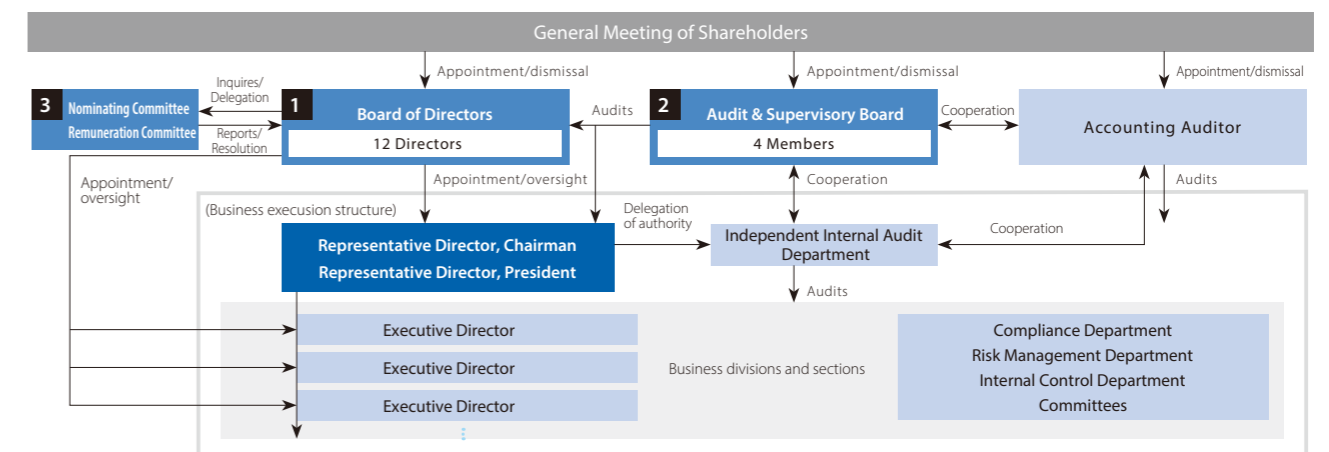 General Meeting of Shareholders
Appointment/dismissal
Appointment/dismissal
Appointment/dismissal
Inquires/
Delegation
3
Nominating Committee
Remuneration Committee
Reports/
Resolution
1
Board of Directors
12 Directors
Audits
2
Audit & Supervisory Board
4 Members
Cooperation
Accounting Auditor
Appointment/
oversight
Appointment/oversight
Cooperation
Audits
(Business execusion structure)
Representative Director, Chairman
Representative Director, President
Delegation
of authority
Independent Internal Audit
Department
Cooperation
Audits
Executive Director
Executive Director
Executive Director
Business divisions and sections
Compliance Department
Risk Management Department
Internal Control Department
Committees